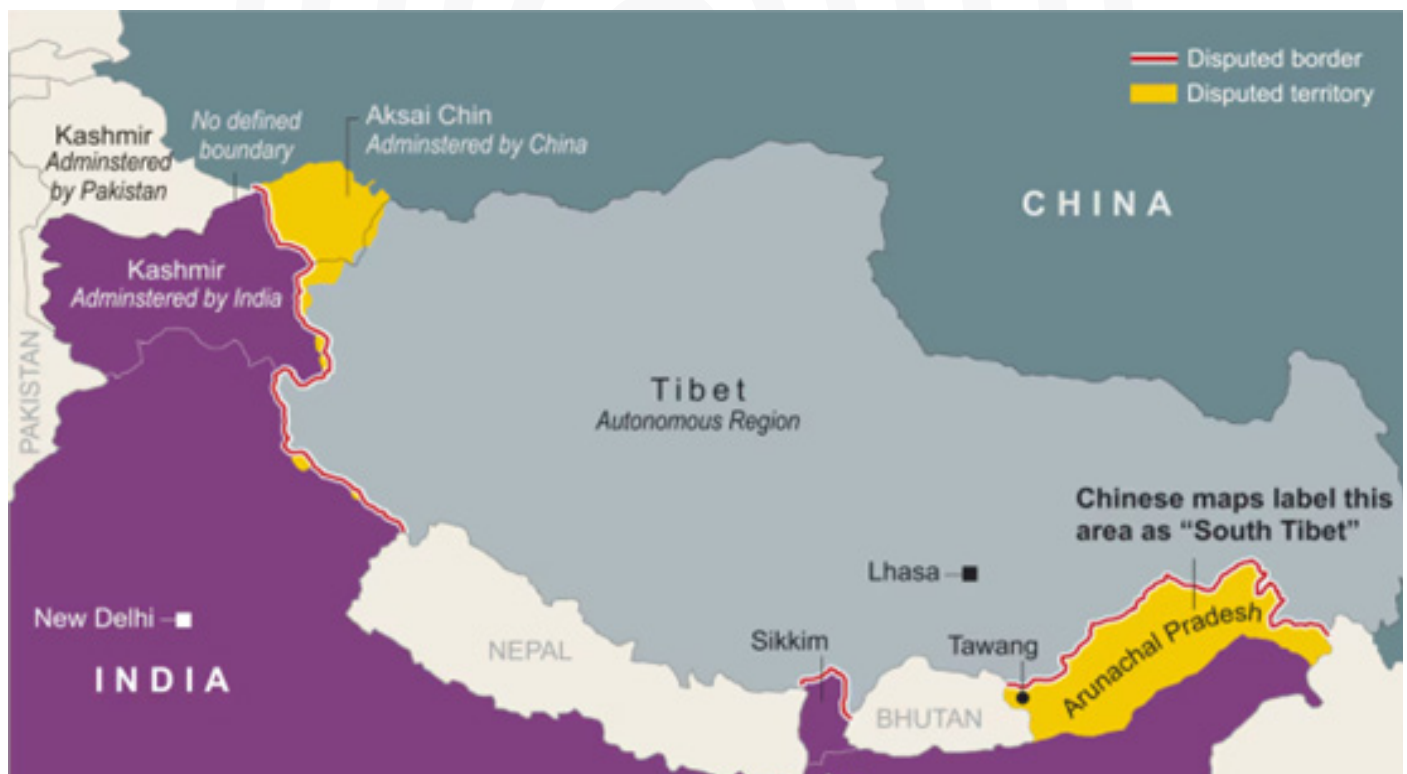 Disputed border
Disputed territory
Kashmir
Adminstered
by Pakistan
No defined
boundary
Aksai Chin
Adminstered by China
CHINA
Kashmir
Adminstered by India
PAKISTAN
Tibet
Autonomous Region
Chinese maps label this
area as “South Tibet”
Lhasa
New Delhi
INDIA
NEPAL
Sikkim
Tawang
BHUTAN
Arunachal Pradesh